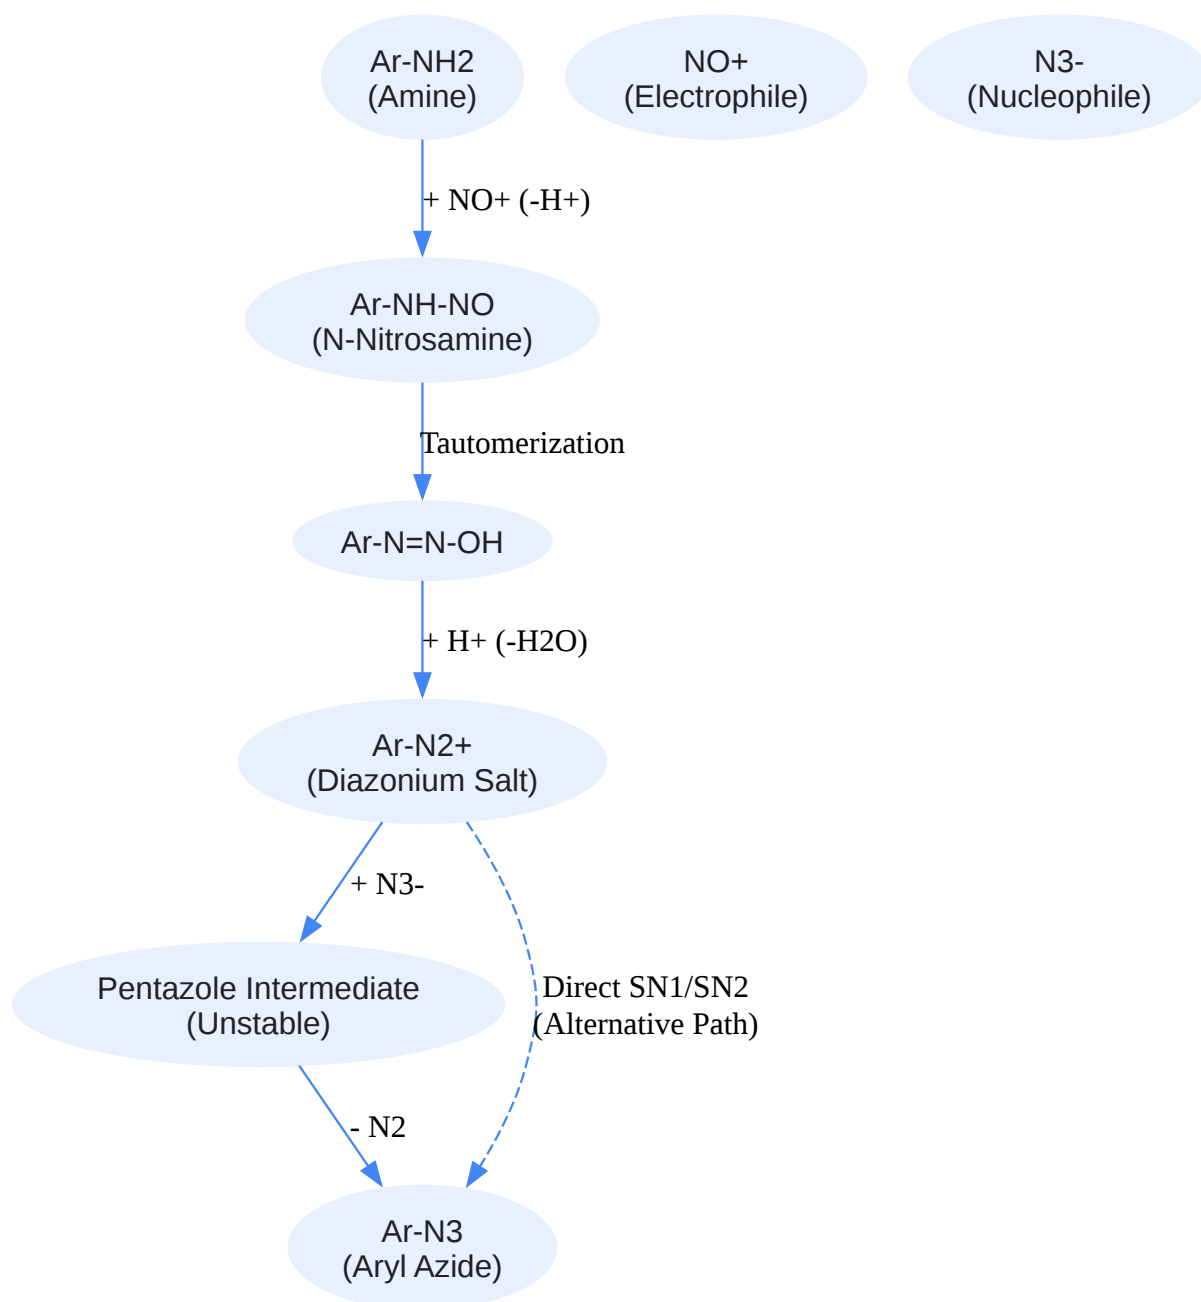 Ar-NH2
(Amine)
NO+
(Electrophile)
N3-
(Nucleophile)
+ NO+ (-H+)
Ar-NH-NO
(N-Nitrosamine)
Tautomerization
Ar-N=N-OH
+ H+ (-H2O)
Ar-N2+
(Diazonium Salt)
+ N3-
Pentazole Intermediate
(Unstable)
Direct SN1/SN2
(Alternative Path)
- N2
Ar-N3
(Aryl Azide)